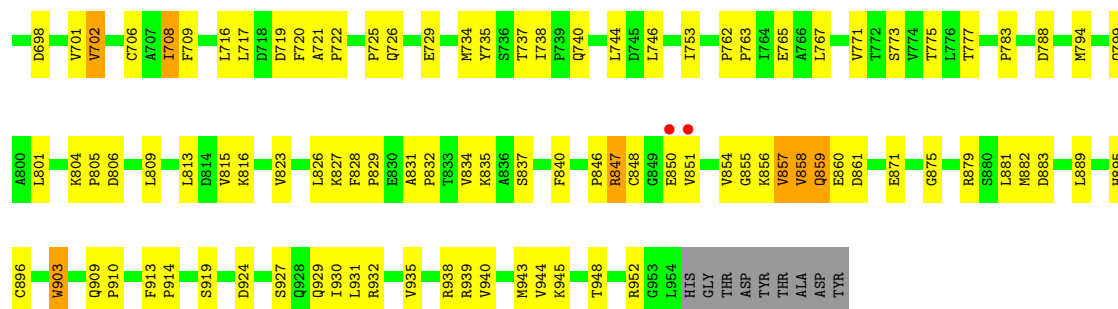 D698 V701 V702 C706 A707 I708 F709 L716 L717 D718 D719 F720 A721 P722 P725 Q726 E729 M734 Y735 S736 T737 I738 P739 Q740 L744 D745 L746 I753 P762 P763 I764 E765 A766 L767 V771 T772 S773 V774 T775 L776 T777 P783 D788 M794
A800 L801 K804 P805 D806 L809 L813 D814 V815 K816 V823 L826 K827 F828 P829 E830 A831 P832 T833 V834 K835 A836 S837 F840 P846 R847 C848 G849 E850 V851 V854 G855 K856 V857 V858 Q859 E860 D861 E871 G875 R879 S880 L881 M882 D883 L889
C896 W903 Q909 P910 F913 P914 S919 D924 S927 Q928 Q929 I930 L931 R932 V935 R938 R939 V940 M943 V944 K945 T948 R952 G953 L954 HIS GLY THR ASP TYR THR ALA ASP TYR